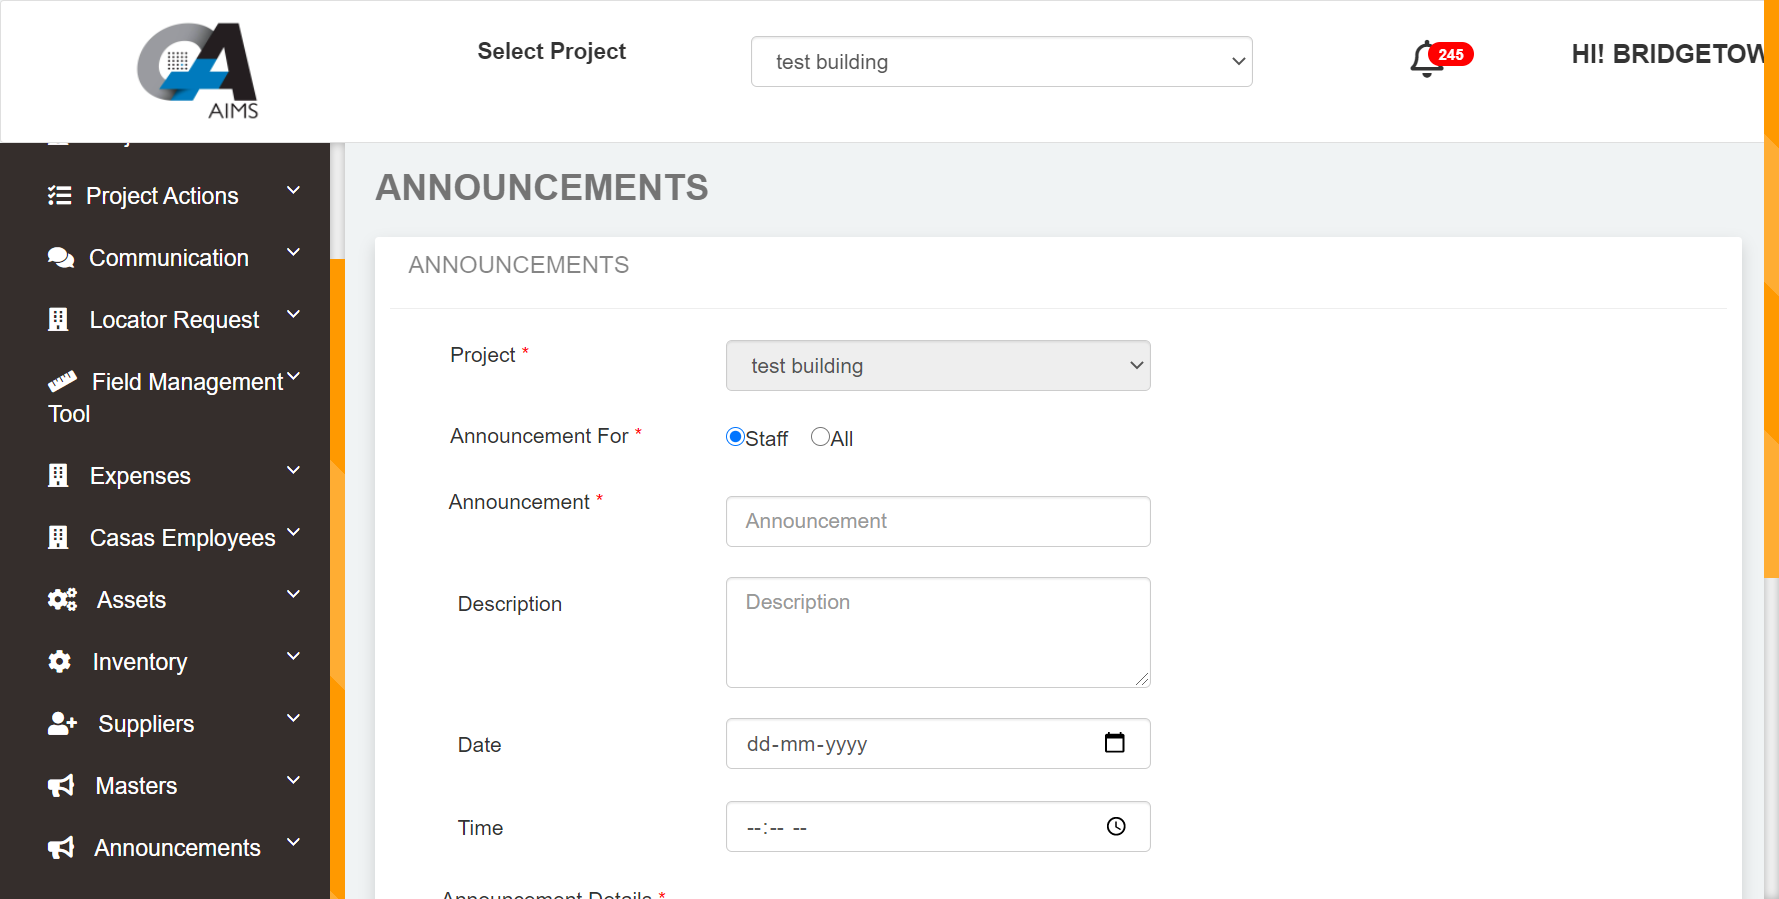 AIMS
Select Project
test building
245
HI! BRIDGETOW
Project Actions
Communication
Locator Request
Field Management
Tool
Expenses
Casas Employees
Assets
Inventory
Suppliers
Masters
Announcements
ANNOUNCEMENTS
ANNOUNCEMENTS
Project *
test building
Announcement For *
Staff All
Announcement *
Announcement
Description
Description
Date
dd-mm-yyyy
Time
--:-- --
Announcement Details *